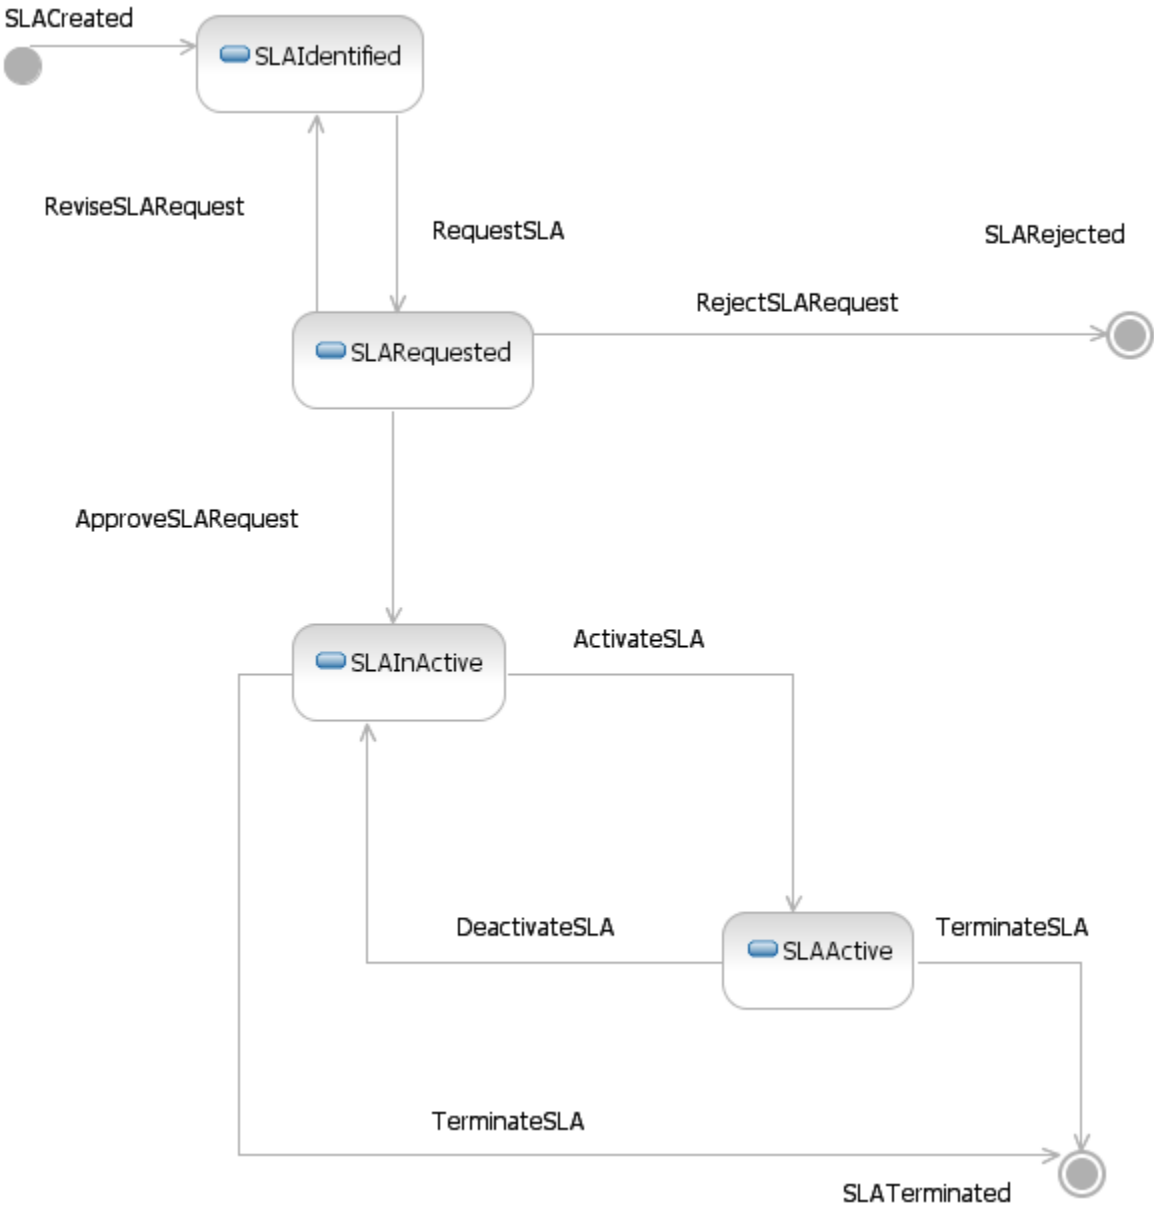 SLACreated
SLAIdentified
ReviseSLARequest
RequestSLA
SLARejected
RejectSLARequest
SLARequested
ApproveSLARequest
ActivateSLA
SLAInActive
DeactivateSLA
TerminateSLA
SLAActive
TerminateSLA
SLATerminated